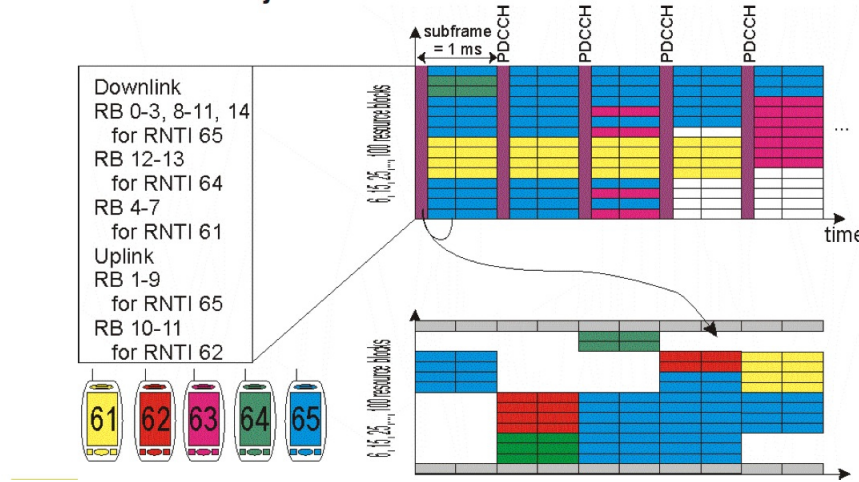 subframe
= 1 ms
PDCCH
PDCCH
PDCCH
PDCCH
Downlink
RB 0-3, 8-11, 14
for RNTI 65
RB 12-13
for RNTI 64
RB 4-7
for RNTI 61
Uplink
RB 1-9
for RNTI 65
RB 10-11
for RNTI 62
6, 15, 25,..., 100 resource blocks
...
time
6, 15, 25,..., 100 resource blocks
61
62
63
64
65